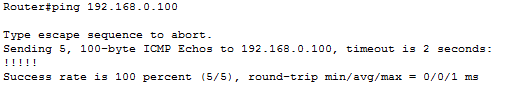 Router#ping 192.168.0.100
Type escape sequence to abort.
Sending 5, 100-byte ICMP Echos to 192.168.0.100, timeout is 2 seconds:
!!!!!
Success rate is 100 percent (5/5), round-trip min/avg/max = 0/0/1 ms